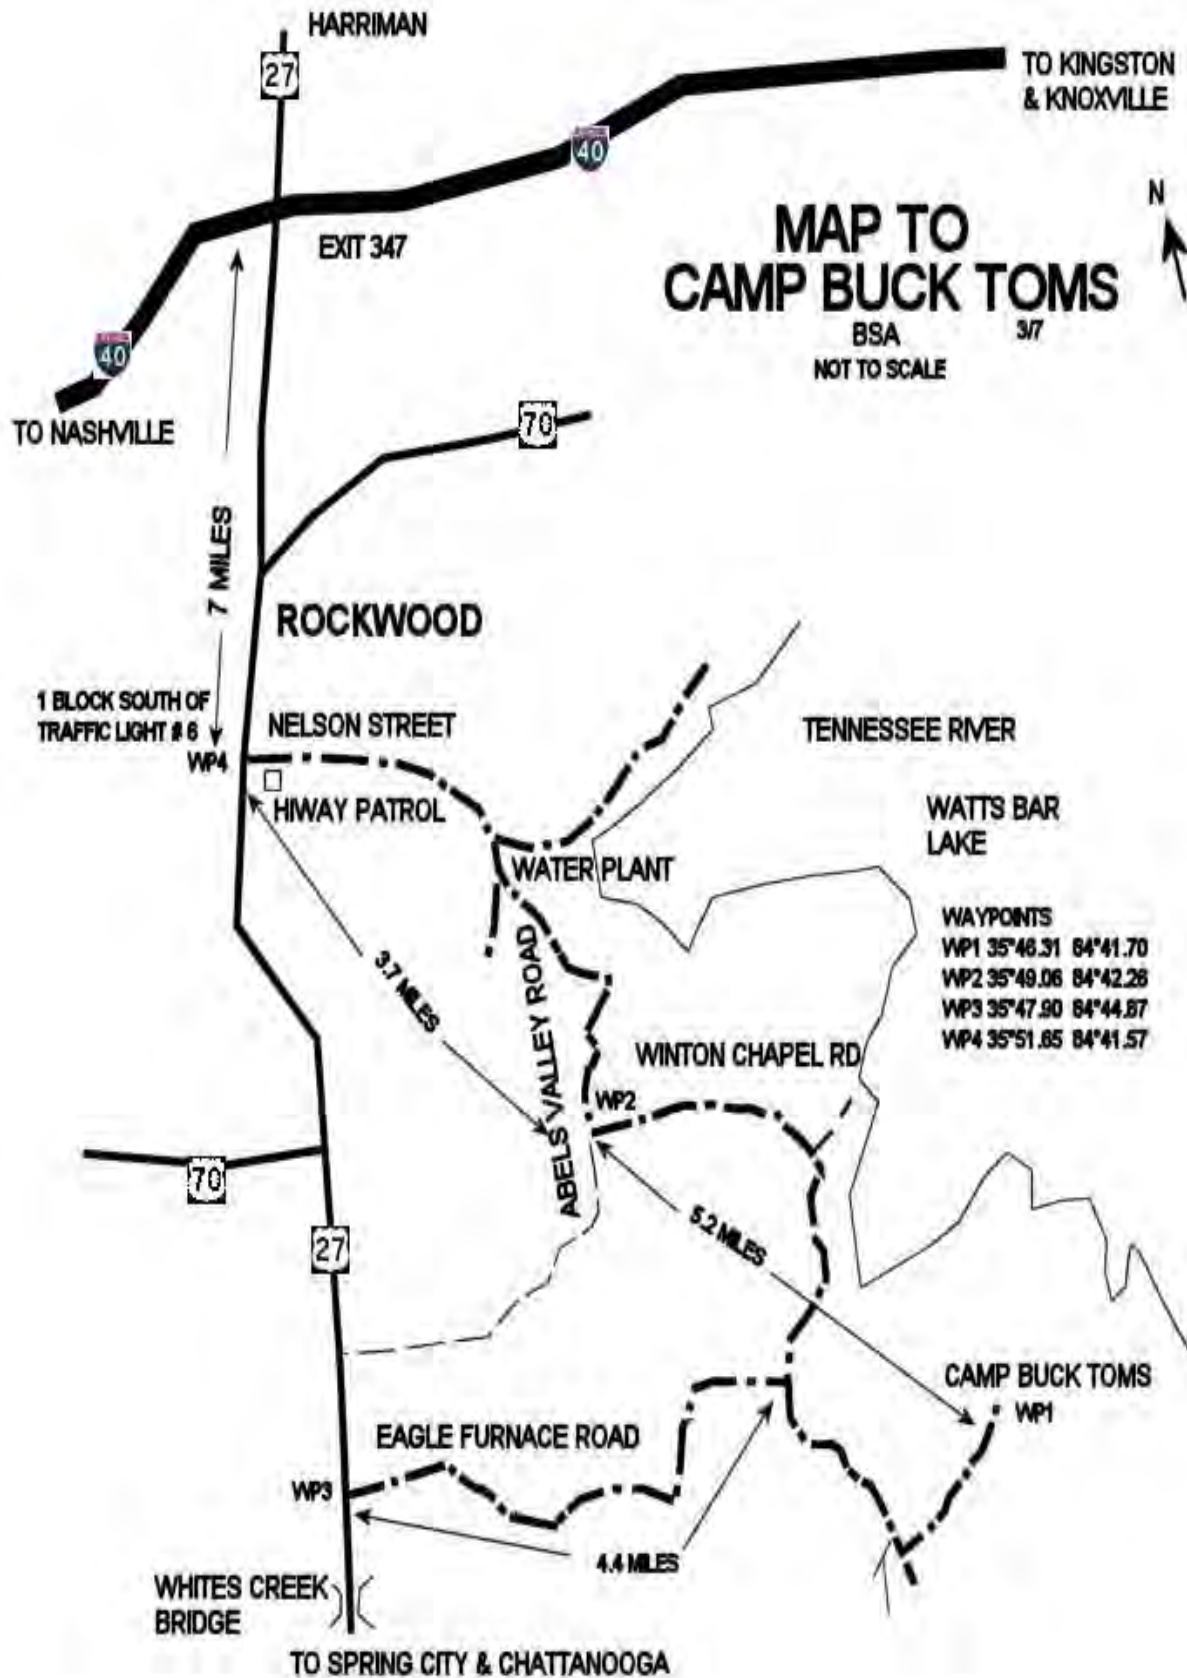 HARRIMAN
27
TO KINGSTON
& KNOXVILLE
40
N
MAP TO
CAMP BUCK TOMS
BSA
3/7
NOT TO SCALE
EXIT 347
40
TO NASHVILLE
70
7 MILES
ROCKWOOD
1 BLOCK SOUTH OF
TRAFFIC LIGHT # 6
WP4
NELSON STREET
HIWAY PATROL
TENNESSEE RIVER
WATTS BAR
LAKE
WATER PLANT
WAYPOINTS
WP1 35°46.31 84°41.70
WP2 35°49.06 84°42.26
WP3 35°47.90 84°44.87
WP4 35°51.65 84°41.57
3.7 MILES
ABELS VALLEY ROAD
WINTON CHAPEL RD
WP2
70
27
5.2 MILES
CAMP BUCK TOMS
WP1
EAGLE FURNACE ROAD
WP3
4.4 MILES
WHITES CREEK
BRIDGE
TO SPRING CITY & CHATTANOOGA